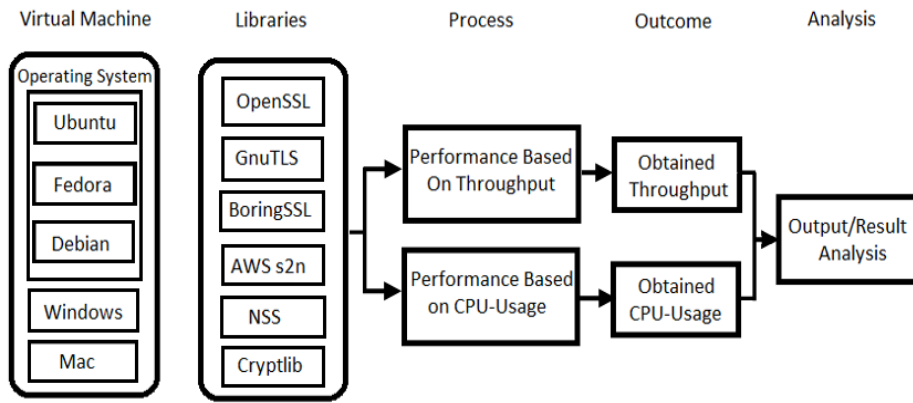 Virtual Machine
Libraries
Process
Outcome
Analysis
Operating System
Ubuntu
Fedora
Debian
Windows
Mac
OpenSSL
GnuTLS
BoringSSL
AWS s2n
NSS
Cryptlib
Performance Based
On Throughput
Performance Based
on CPU-Usage
Obtained
Throughput
Obtained
CPU-Usage
Output/Result
Analysis